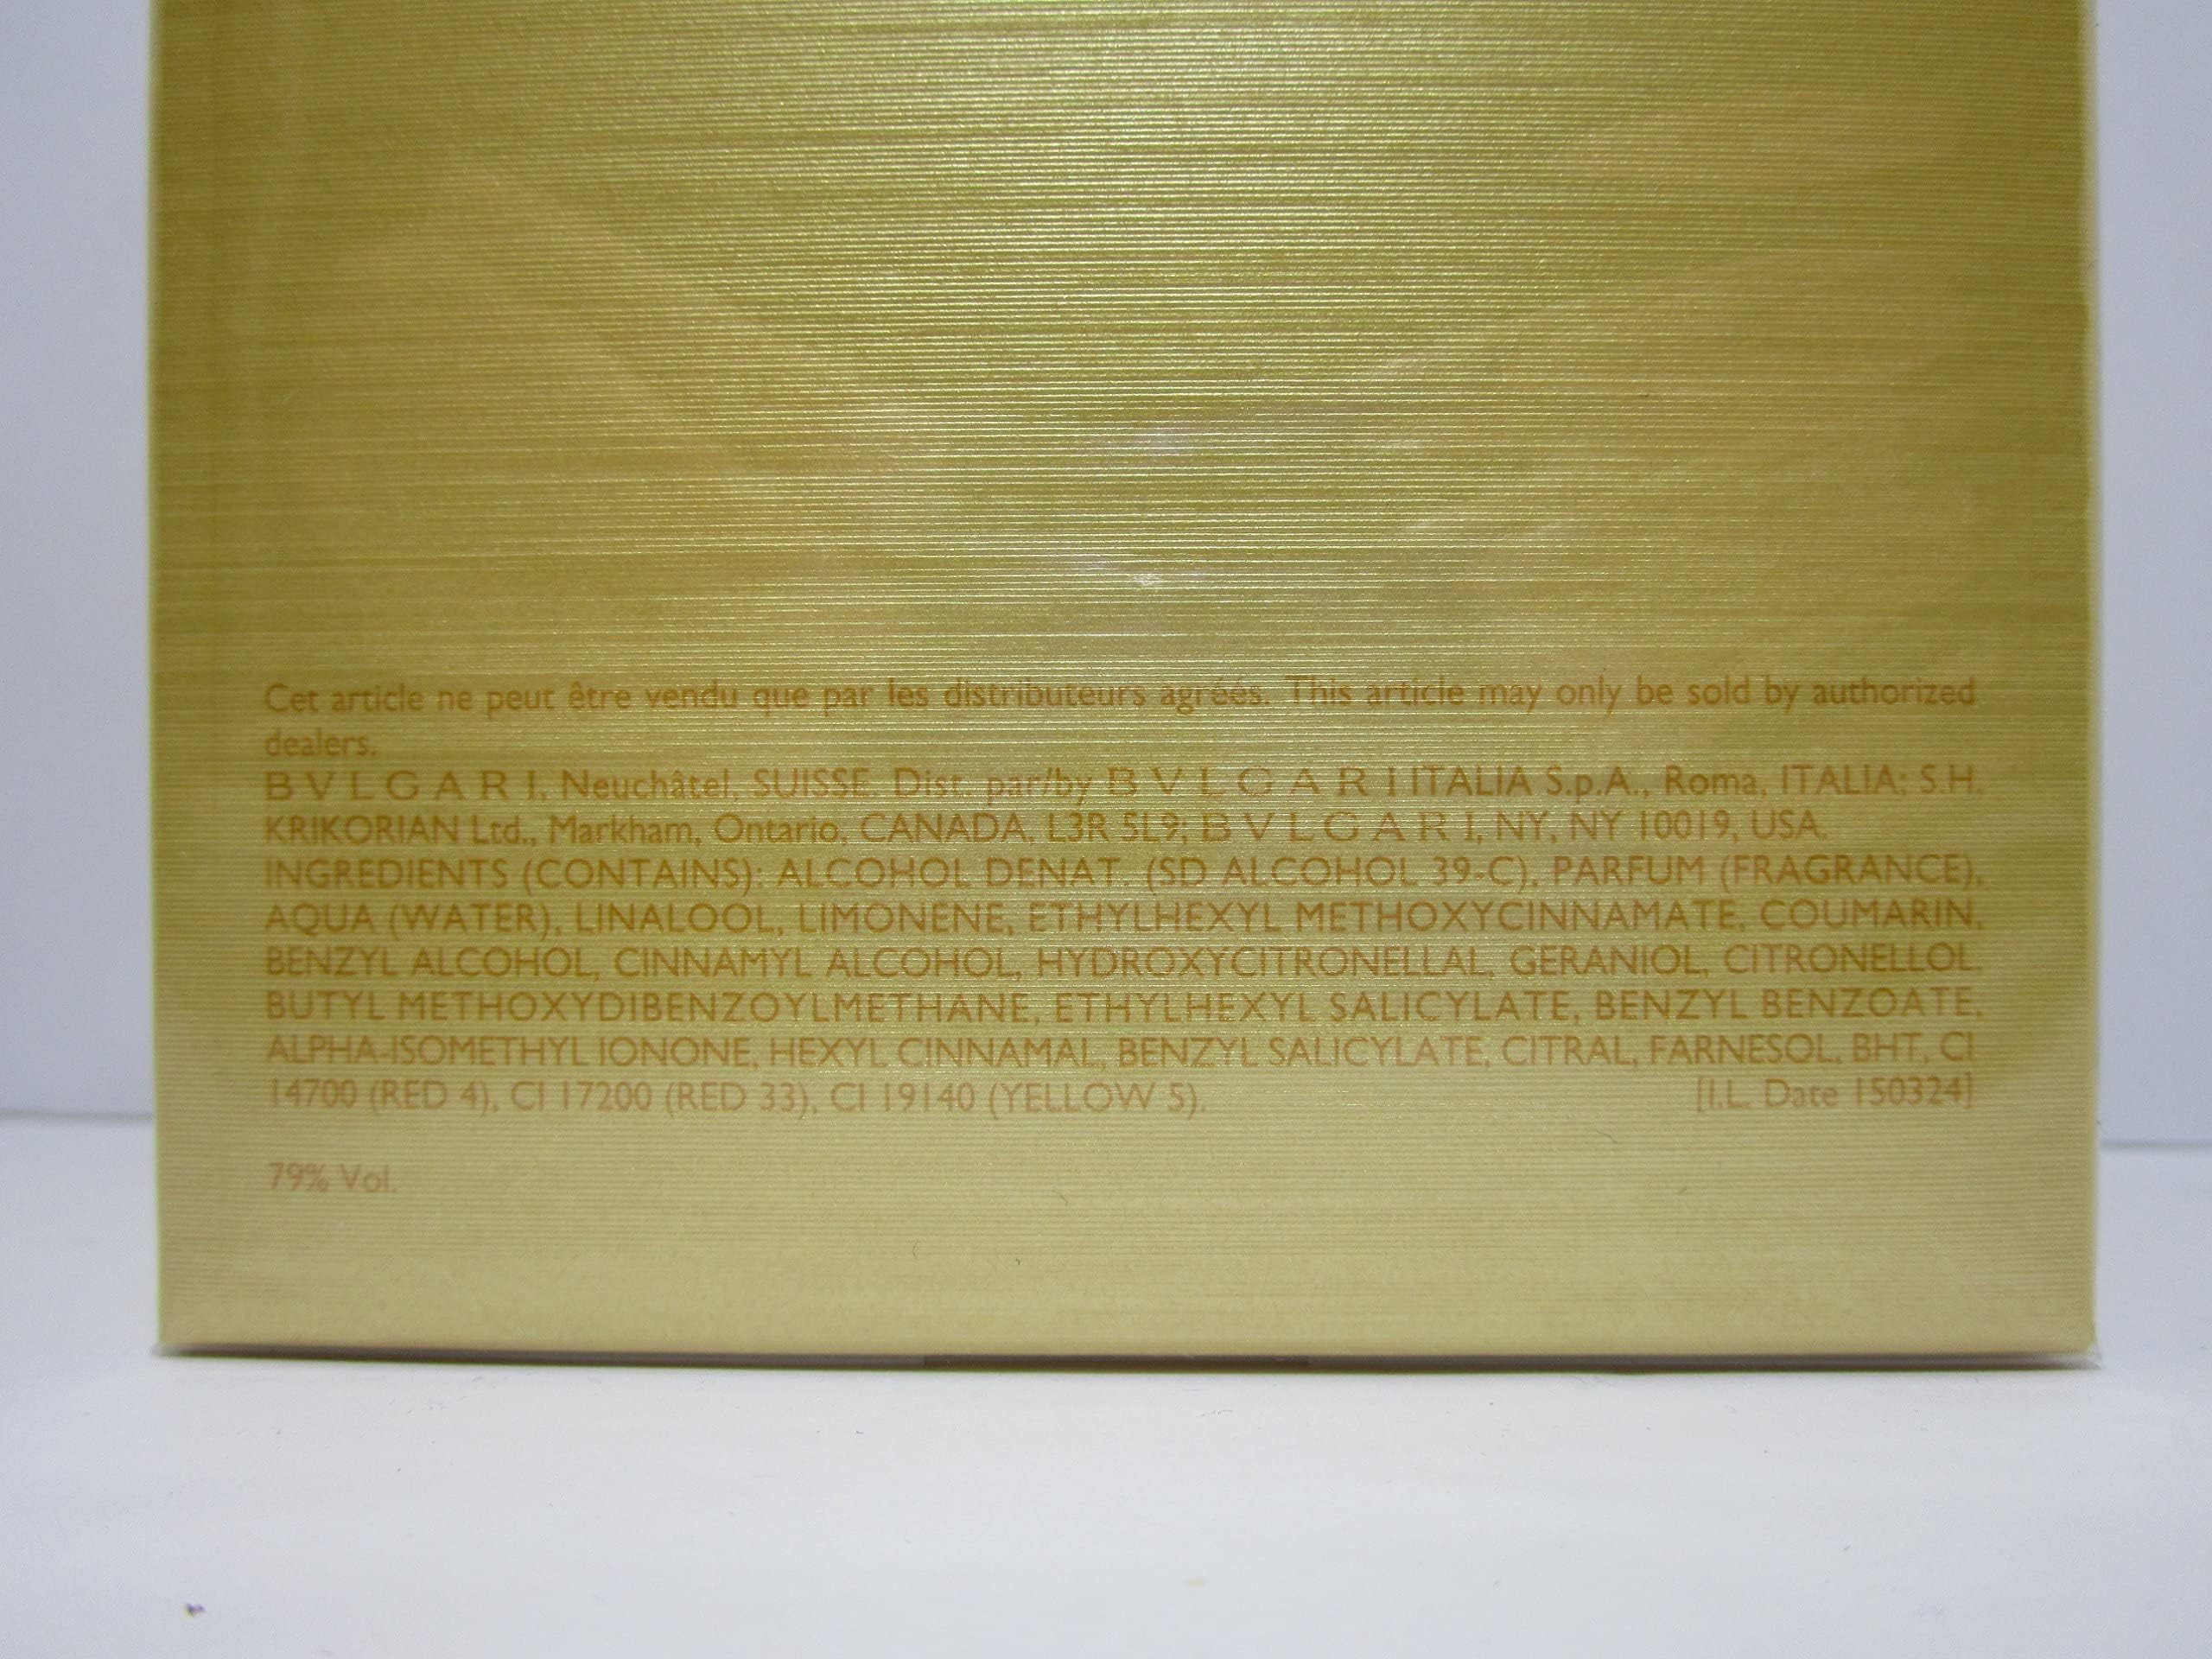 Cet article ne peut être vendu que par les distributeurs agréés. This article may only be sold by authorized
dealers.
BVLGARI, Neuchâtel, SUISSE. Dist. par/by BVLGARI ITALIA S.p.A., Roma, ITALIA; S.H.
KRIKORIAN Ltd., Markham, Ontario, CANADA, L3R 5L9; BVLGARI, NY, NY 10019, USA.
INGREDIENTS (CONTAINS): ALCOHOL DENAT. (SD ALCOHOL 39-C), PARFUM (FRAGRANCE),
AQUA (WATER), LINALOOL, LIMONENE, ETHYLHEXYL METHOXYCINNAMATE, COUMARIN,
BENZYL ALCOHOL, CINNAMYL ALCOHOL, HYDROXYCITRONELLAL, GERANIOL, CITRONELLOL,
BUTYL METHOXYDIBENZOYLMETHANE, ETHYLHEXYL SALICYLATE, BENZYL BENZOATE,
ALPHA-ISOMETHYL IONONE, HEXYL CINNAMAL, BENZYL SALICYLATE, CITRAL, FARNESOL, BHT, CI
14700 (RED 4), CI 17200 (RED 33), CI 19140 (YELLOW 5). [I.L. Date 150324]
79% Vol.